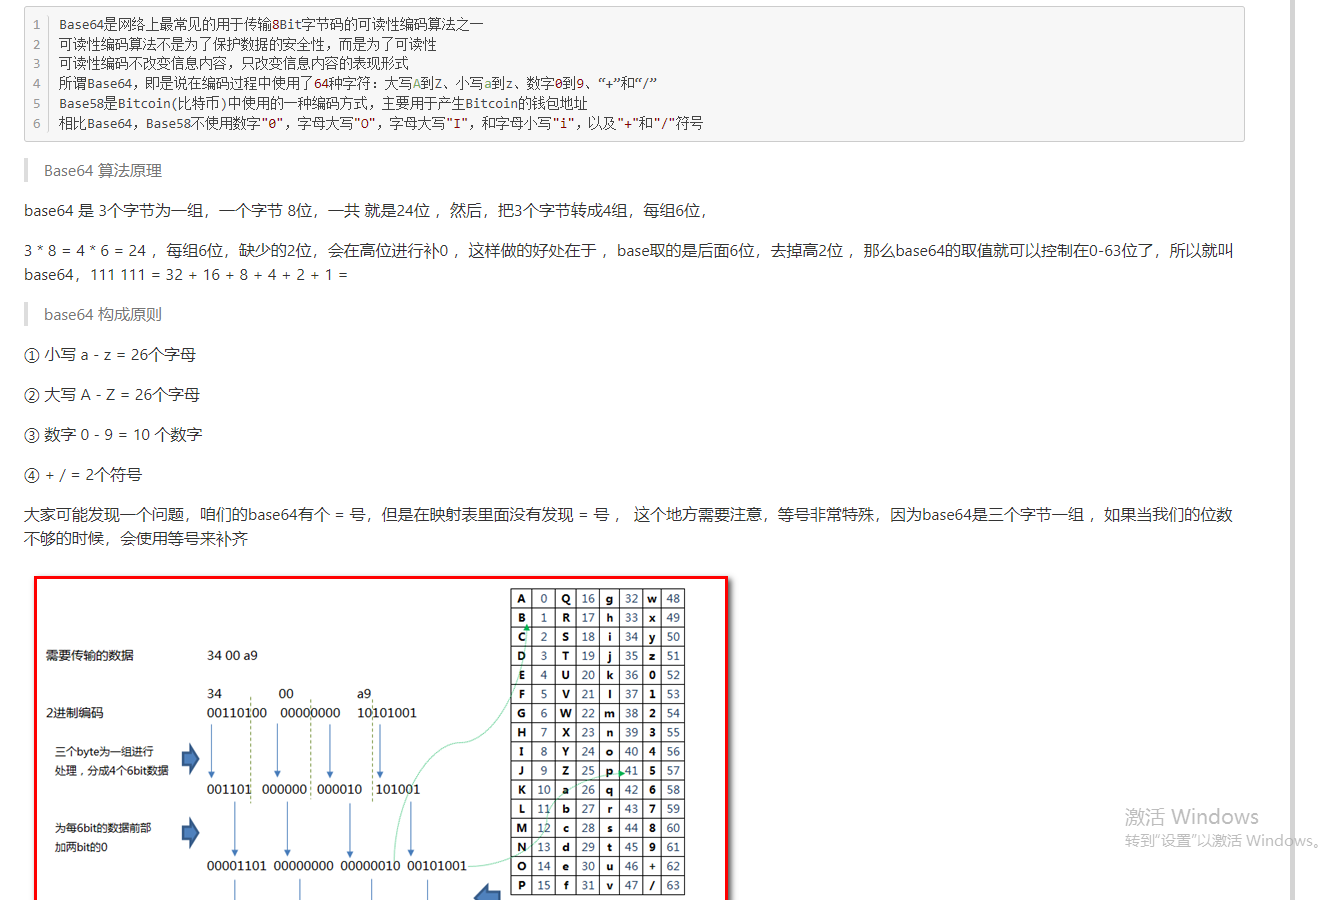 1 Base64是网络上最常见的用于传输8Bit字节码的可读性编码算法之一
2 可读性编码算法不是为了保护数据的安全性，而是为了可读性
3 可读性编码不改变信息内容，只改变信息内容的表现形式
4 所谓Base64，即是说在编码过程中使用了64种字符：大写A到Z、小写a到z、数字0到9、“+”和“/”
5 Base58是Bitcoin(比特币)中使用的一种编码方式，主要用于产生Bitcoin的钱包地址
6 相比Base64，Base58不使用数字"0"，字母大写"O"，字母大写"I"，和字母小写"i"，以及"+"和"/"符号
Base64 算法原理
base64 是 3个字节为一组，一个字节 8位，一共 就是24位 ，然后，把3个字节转成4组，每组6位，
3 * 8 = 4 * 6 = 24 ，每组6位，缺少的2位，会在高位进行补0 ，这样做的好处在于 ，base取的是后面6位，去掉高2位 ，那么base64的取值就可以控制在0-63位了，所以就叫
base64，111 111 = 32 + 16 + 8 + 4 + 2 + 1 =
base64 构成原则
① 小写 a - z = 26个字母
② 大写 A - Z = 26个字母
③ 数字 0 - 9 = 10 个数字
④ + / = 2个符号
大家可能发现一个问题，咱们的base64有个 = 号，但是在映射表里面没有发现 = 号 ， 这个地方需要注意，等号非常特殊，因为base64是三个字节一组 ，如果当我们的位数
不够的时候，会使用等号来补齐
需要传输的数据 34 00 a9
34 00 a9
2进制编码 00110100 00000000 10101001
三个byte为一组进行
处理，分成4个6bit数据
001101 000000 000010 101001
为每6bit的数据前部
加两bit的0
00001101 00000000 00000010 00101001
A 0 Q 16 g 32 w 48
B 1 R 17 h 33 x 49
C 2 S 18 i 34 y 50
D 3 T 19 j 35 z 51
E 4 U 20 k 36 0 52
F 5 V 21 l 37 1 53
G 6 W 22 m 38 2 54
H 7 X 23 n 39 3 55
I 8 Y 24 o 40 4 56
J 9 Z 25 p 41 5 57
K 10 a 26 q 42 6 58
L 11 b 27 r 43 7 59
M 12 c 28 s 44 8 60
N 13 d 29 t 45 9 61
O 14 e 30 u 46 + 62
P 15 f 31 v 47 / 63
激活 Windows
转到“设置”以激活 Windows。